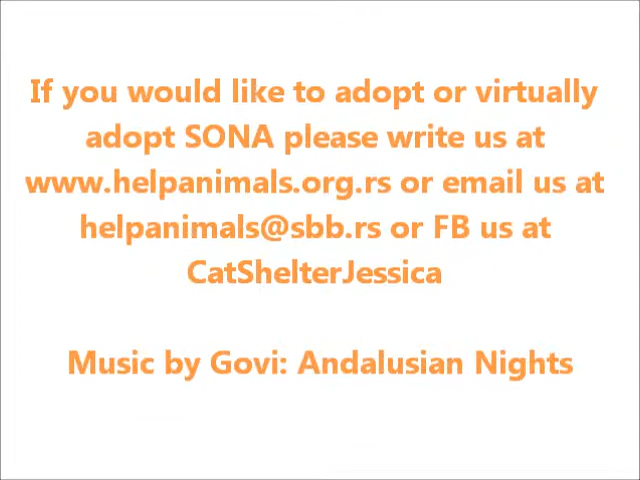 If you would like to adopt or virtually
adopt SONA please write us at
www.helpanimals.org.rs or email us at
helpanimals@sbb.rs or FB us at
CatShelterJessica
Music by Govi: Andalusian Nights